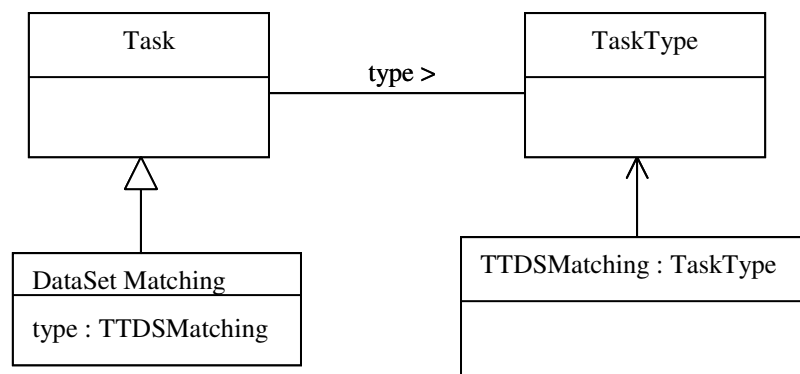 Task
TaskType
type >
DataSet Matching
type : TTDSMatching
TTDSMatching : TaskType